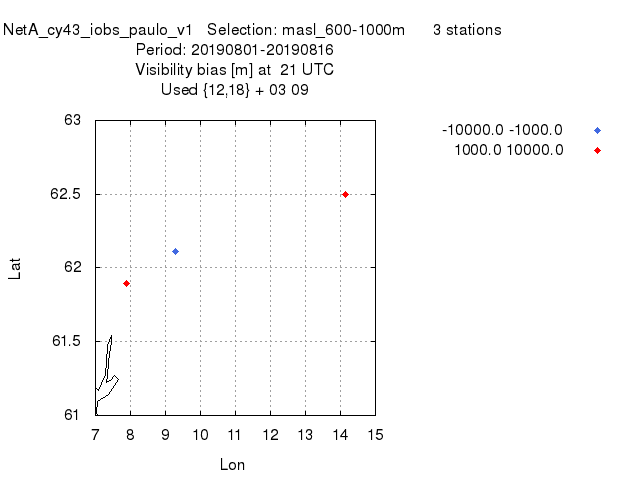 NetA_cy43_iobs_paulo_v1 Selection: masl_600-1000m 3 stations
Period: 20190801-20190816
Visibility bias [m] at 21 UTC
Used {12,18} + 03 09
-10000.0 -1000.0
1000.0 10000.0
63
62.5
62
61.5
61
Lat
7 8 9 10 11 12 13 14 15
Lon